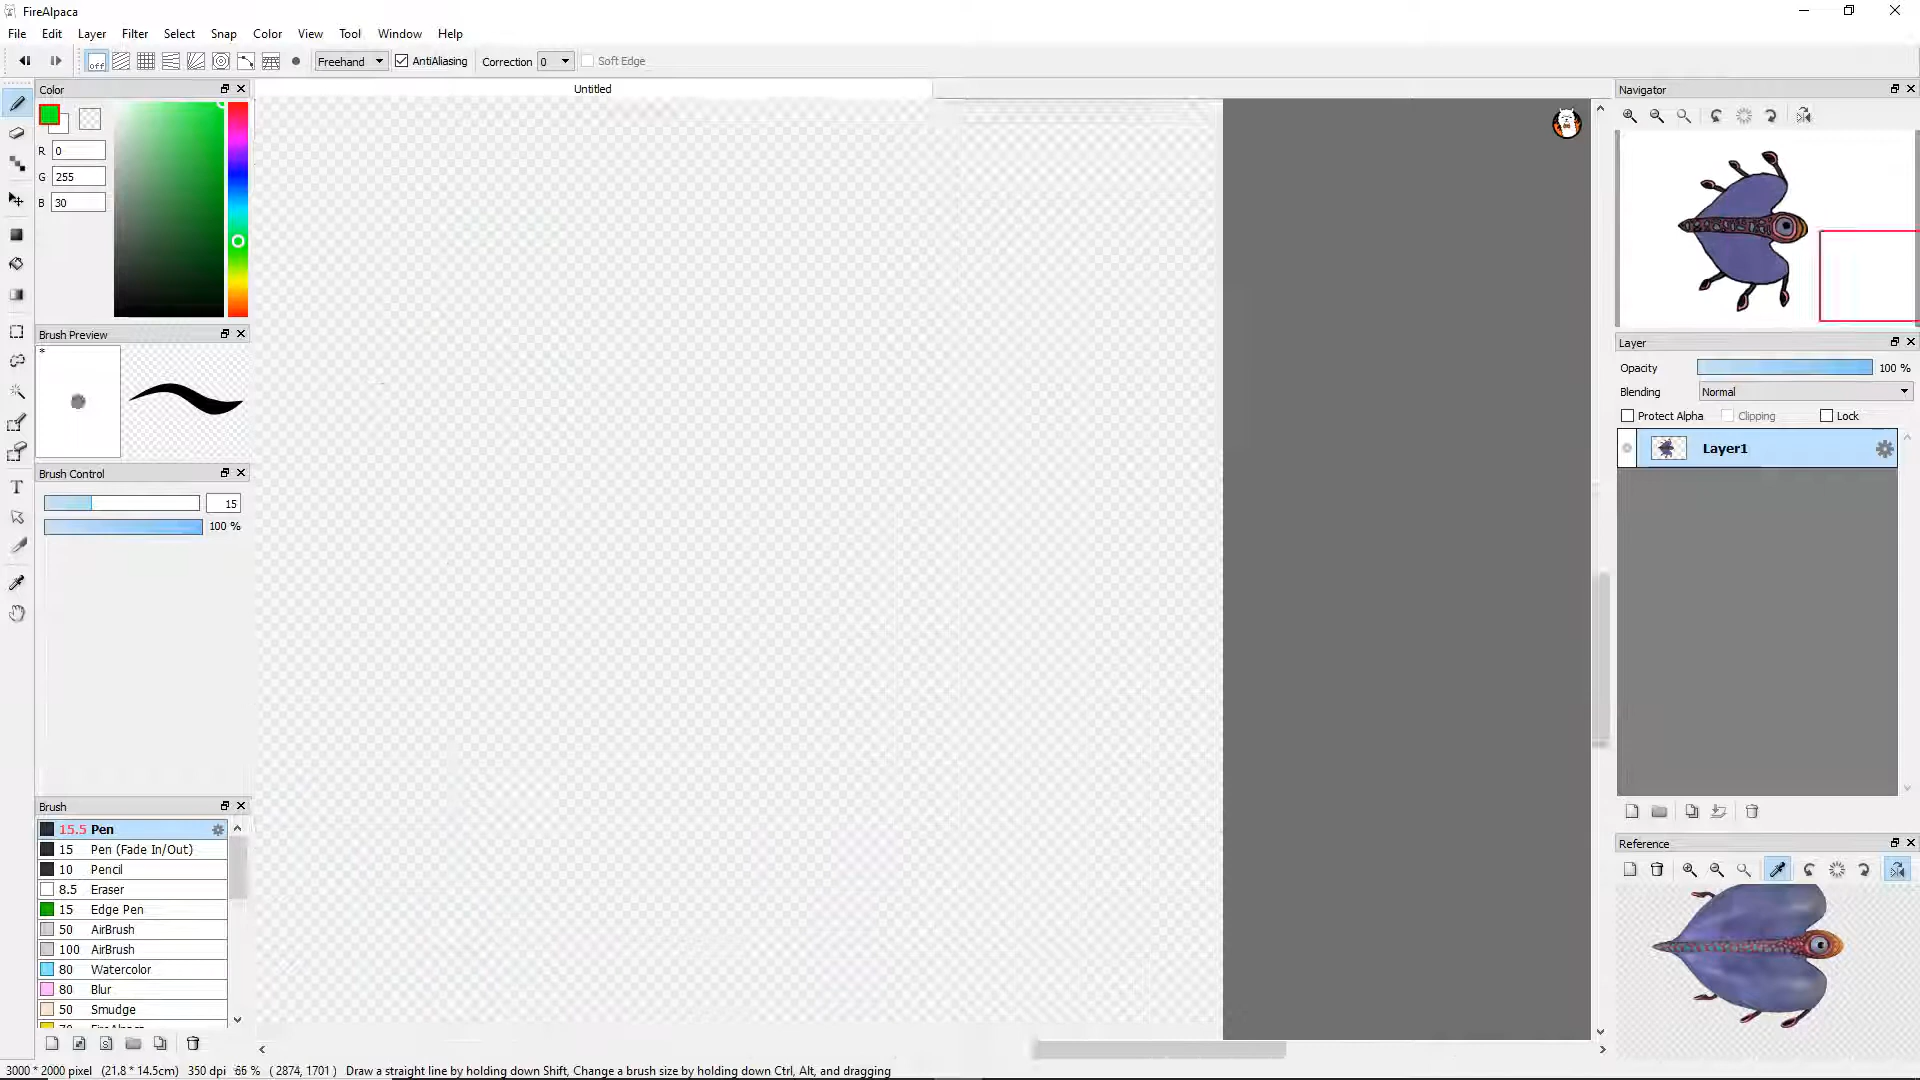 FireAlpaca
File Edit Layer Filter Select Snap Color View Tool Window Help
off Freehand AntiAliasing Correction 0 Soft Edge
Color
Untitled
Navigator
R 0
G 255
B 30
Brush Preview
*
Layer
Opacity 100 %
Blending Normal
Protect Alpha Clipping Lock
Layer1
Brush Control
15
100 %
Brush
15.5 Pen
15 Pen (Fade In/Out)
10 Pencil
8.5 Eraser
15 Edge Pen
50 AirBrush
100 AirBrush
80 Watercolor
80 Blur
50 Smudge
Reference
3000 * 2000 pixel (21.8 * 14.5cm) 350 dpi 65 % ( 2874, 1701 ) Draw a straight line by holding down Shift, Change a brush size by holding down Ctrl, Alt, and dragging